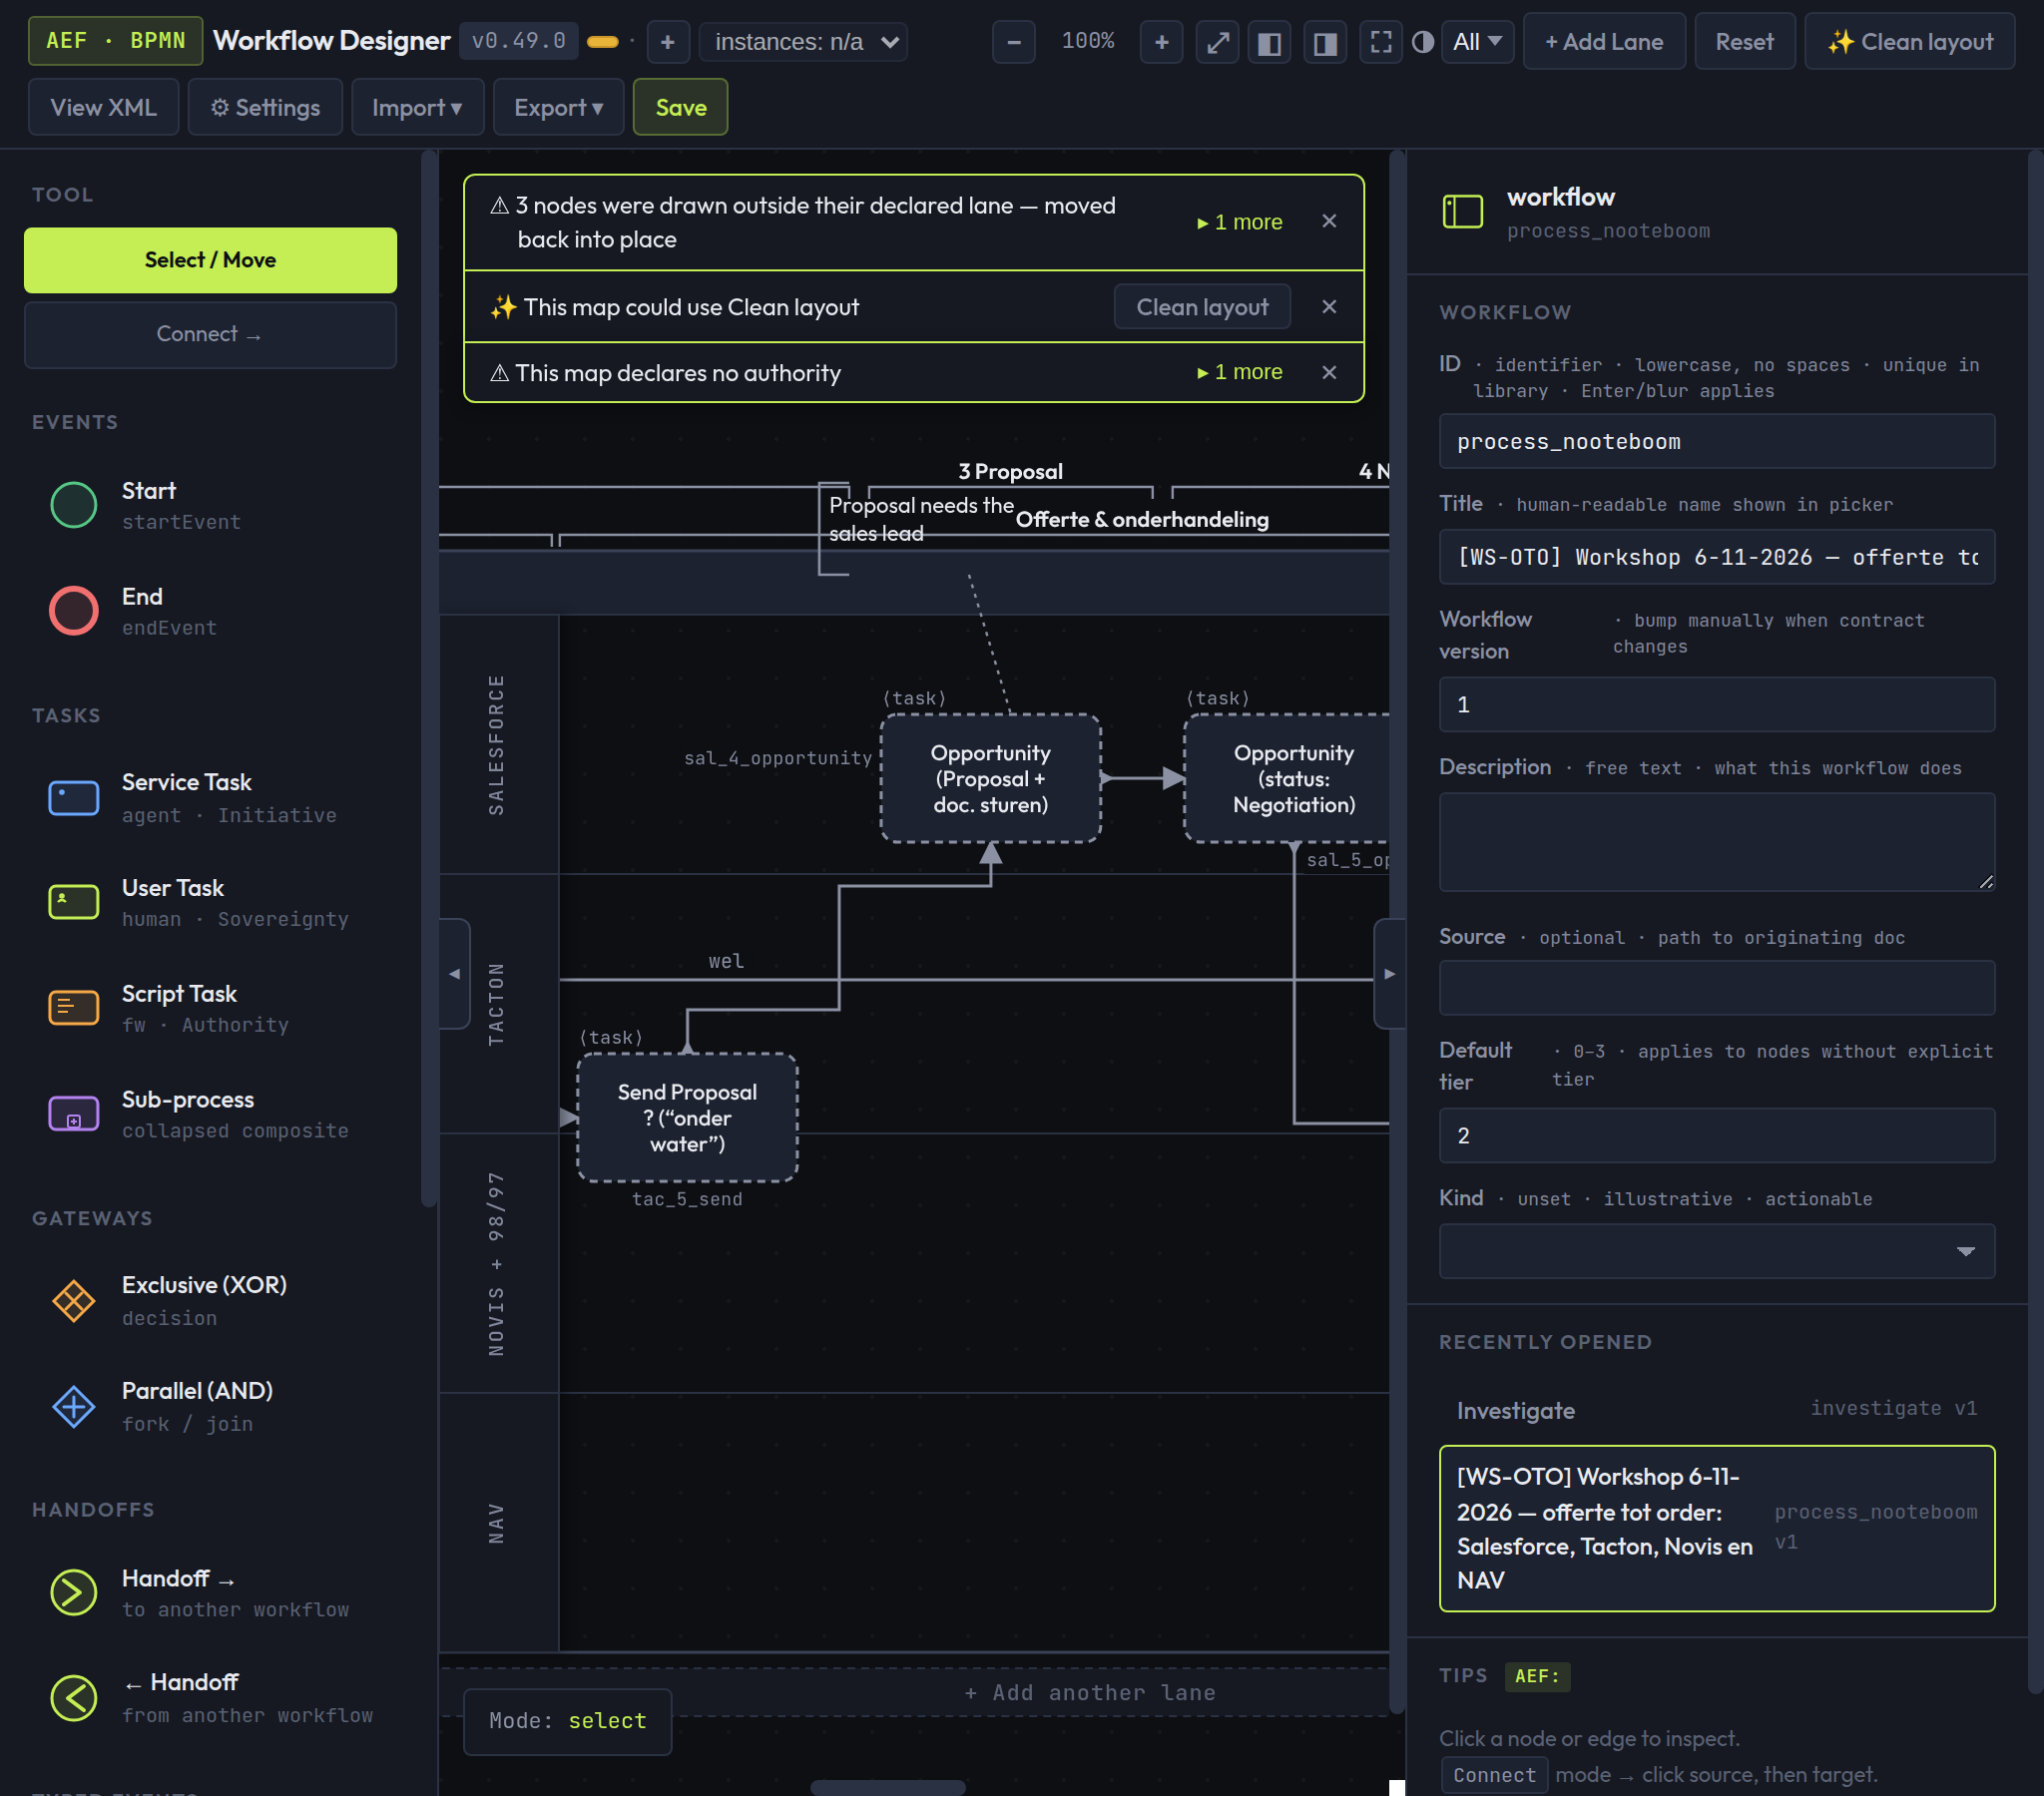 AEF · BPMN Workflow Designer v0.49.0 · + instances: n/a − 100% + All + Add Lane Reset ✨ Clean layout
View XML ⚙ Settings Import ▾ Export ▾ Save
TOOL
Select / Move
Connect →
EVENTS
Start
startEvent
End
endEvent
TASKS
Service Task
agent · Initiative
User Task
human · Sovereignty
Script Task
fw · Authority
Sub-process
collapsed composite
GATEWAYS
Exclusive (XOR)
decision
Parallel (AND)
fork / join
HANDOFFS
Handoff →
to another workflow
← Handoff
from another workflow
⚠ 3 nodes were drawn outside their declared lane — moved
back into place
▸ 1 more ✕
✨ This map could use Clean layout Clean layout ✕
⚠ This map declares no authority ▸ 1 more ✕
3 Proposal 4 N
Proposal needs the
sales lead
Offerte & onderhandeling
SALESFORCE
⟨task⟩ ⟨task⟩
sal_4_opportunity
Opportunity
(Proposal +
doc. sturen)
Opportunity
(status:
Negotiation)
sal_5_op
TACTON
wel
⟨task⟩
Send Proposal
? (“onder
water”)
tac_5_send
NOVIS + 98/97
NAV
+ Add another lane
Mode: select
workflow
process_nooteboom
WORKFLOW
ID · identifier · lowercase, no spaces · unique in
library · Enter/blur applies
process_nooteboom
Title · human-readable name shown in picker
[WS-OTO] Workshop 6-11-2026 — offerte to
Workflow version · bump manually when contract changes
1
Description · free text · what this workflow does
Source · optional · path to originating doc
Default tier · 0–3 · applies to nodes without explicit tier
2
Kind · unset · illustrative · actionable
RECENTLY OPENED
Investigate investigate v1
[WS-OTO] Workshop 6-11-
2026 — offerte tot order:
Salesforce, Tacton, Novis en
NAV
process_nooteboom
v1
TIPS AEF:
Click a node or edge to inspect.
Connect mode → click source, then target.